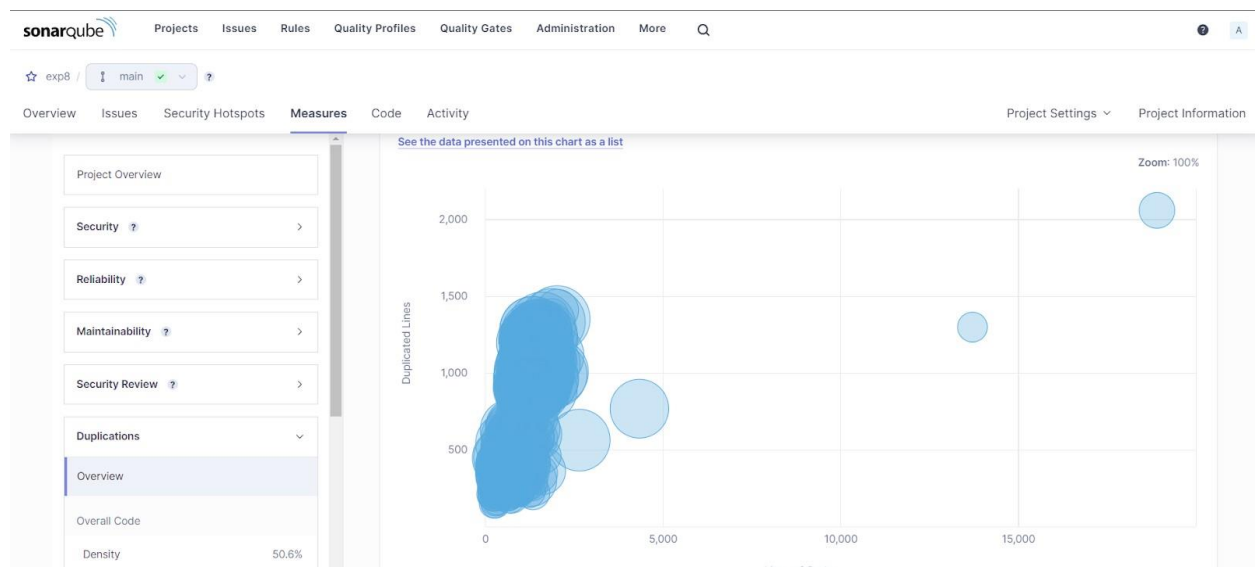 sonarqube Projects Issues Rules Quality Profiles Quality Gates Administration More ? A
exp8 / main ?
Overview Issues Security Hotspots Measures Code Activity Project Settings Project Information
See the data presented on this chart as a list
Zoom: 100%
Project Overview
Security ?
Reliability ?
Maintainability ?
Security Review ?
Duplications
Overview
Overall Code
Density 50.6%
Duplicated Lines
2,000
1,500
1,000
500
0 5,000 10,000 15,000